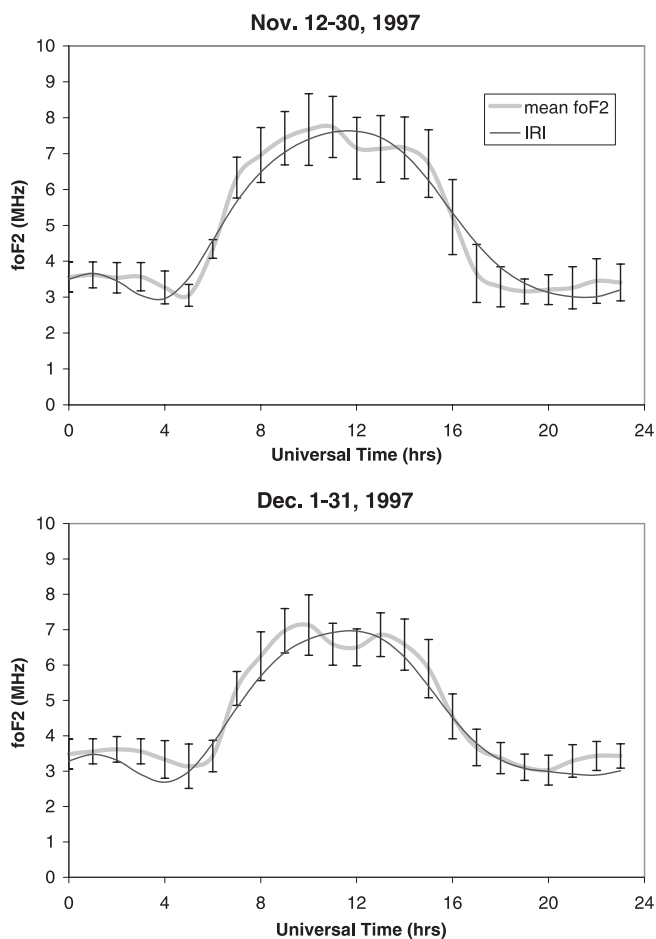 Nov. 12-30, 1997
10
9
8
7
6
5
4
3
2
1
0
foF2 (MHz)
mean foF2
IRI
0 4 8 12 16 20 24
Universal Time (hrs)
Dec. 1-31, 1997
10
9
8
7
6
5
4
3
2
1
0
foF2 (MHz)
0 4 8 12 16 20 24
Universal Time (hrs)